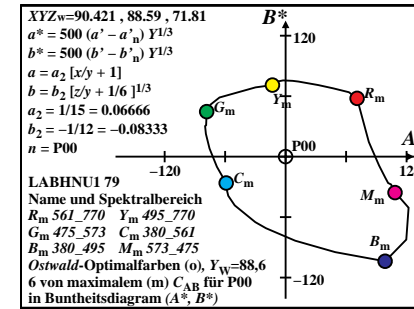 XYZw=90.421 , 88.59 , 71.81
a* = 500 (a' – a'n) Y1/3
b* = 500 (b' – b'n) Y1/3
a = a2 [x/y + 1]
b = b2 [z/y + 1/6 ]1/3
a2 = 1/15 = 0.06666
b2 = –1/12 = –0.08333
n = P00
B*
120
Ym
Rm
Gm
P00
A
–120
12
Cm
Mm
Bm
–120
LABHNU1 79
Name und Spektralbereich
Rm 561_770 Ym 495_770
Gm 475_573 Cm 380_561
Bm 380_495 Mm 573_475
Ostwald-Optimalfarben (o), YW=88,6
6 von maximalem (m) CAB für P00
in Buntheitsdiagram (A*, B*)